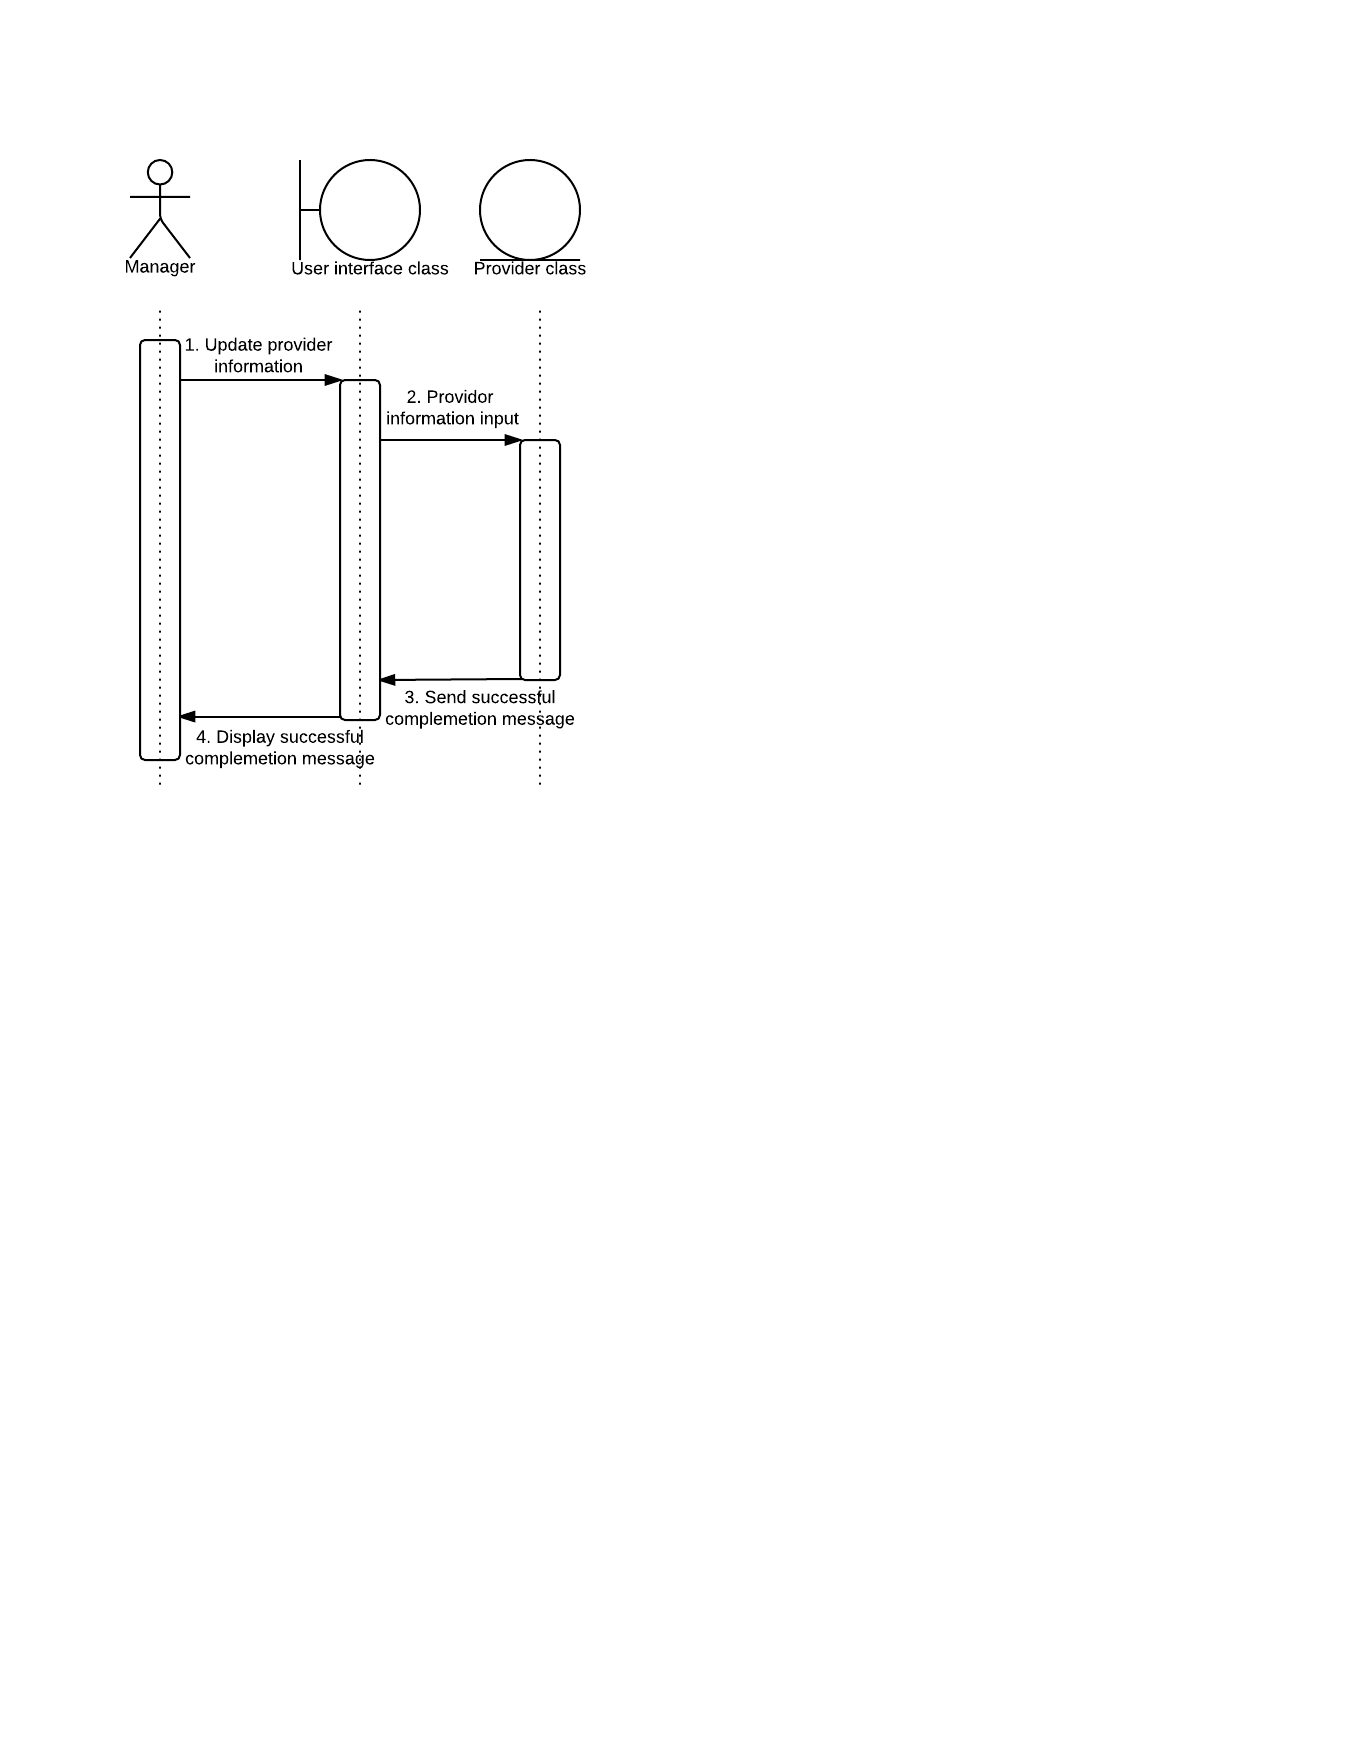 Manager
User interface class
Provider class
1. Update provider
information
2. Providor
information input
3. Send successful
complemetion message
4. Display successful
complemetion message